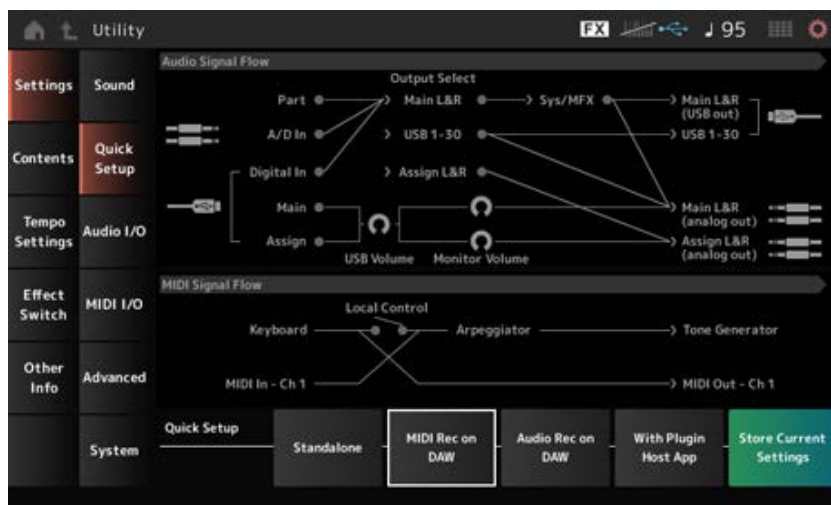 Utility
FX
♩ 95
Settings
Sound
Contents
Quick
Setup
Tempo
Settings
Audio I/O
Effect
Switch
MIDI I/O
Other
Info
Advanced
System
Audio Signal Flow
Output Select
Part
Main L&R
Sys/MFX
Main L&R
(USB out)
A/D In
USB 1-30
USB 1-30
Digital In
Assign L&R
Main
Main L&R
(analog out)
Assign
Assign L&R
(analog out)
USB Volume
Monitor Volume
MIDI Signal Flow
Local Control
Keyboard
Arpeggiator
Tone Generator
MIDI In - Ch 1
MIDI Out - Ch 1
Quick Setup
Standalone
MIDI Rec on
DAW
Audio Rec on
DAW
With Plugin
Host App
Store Current
Settings